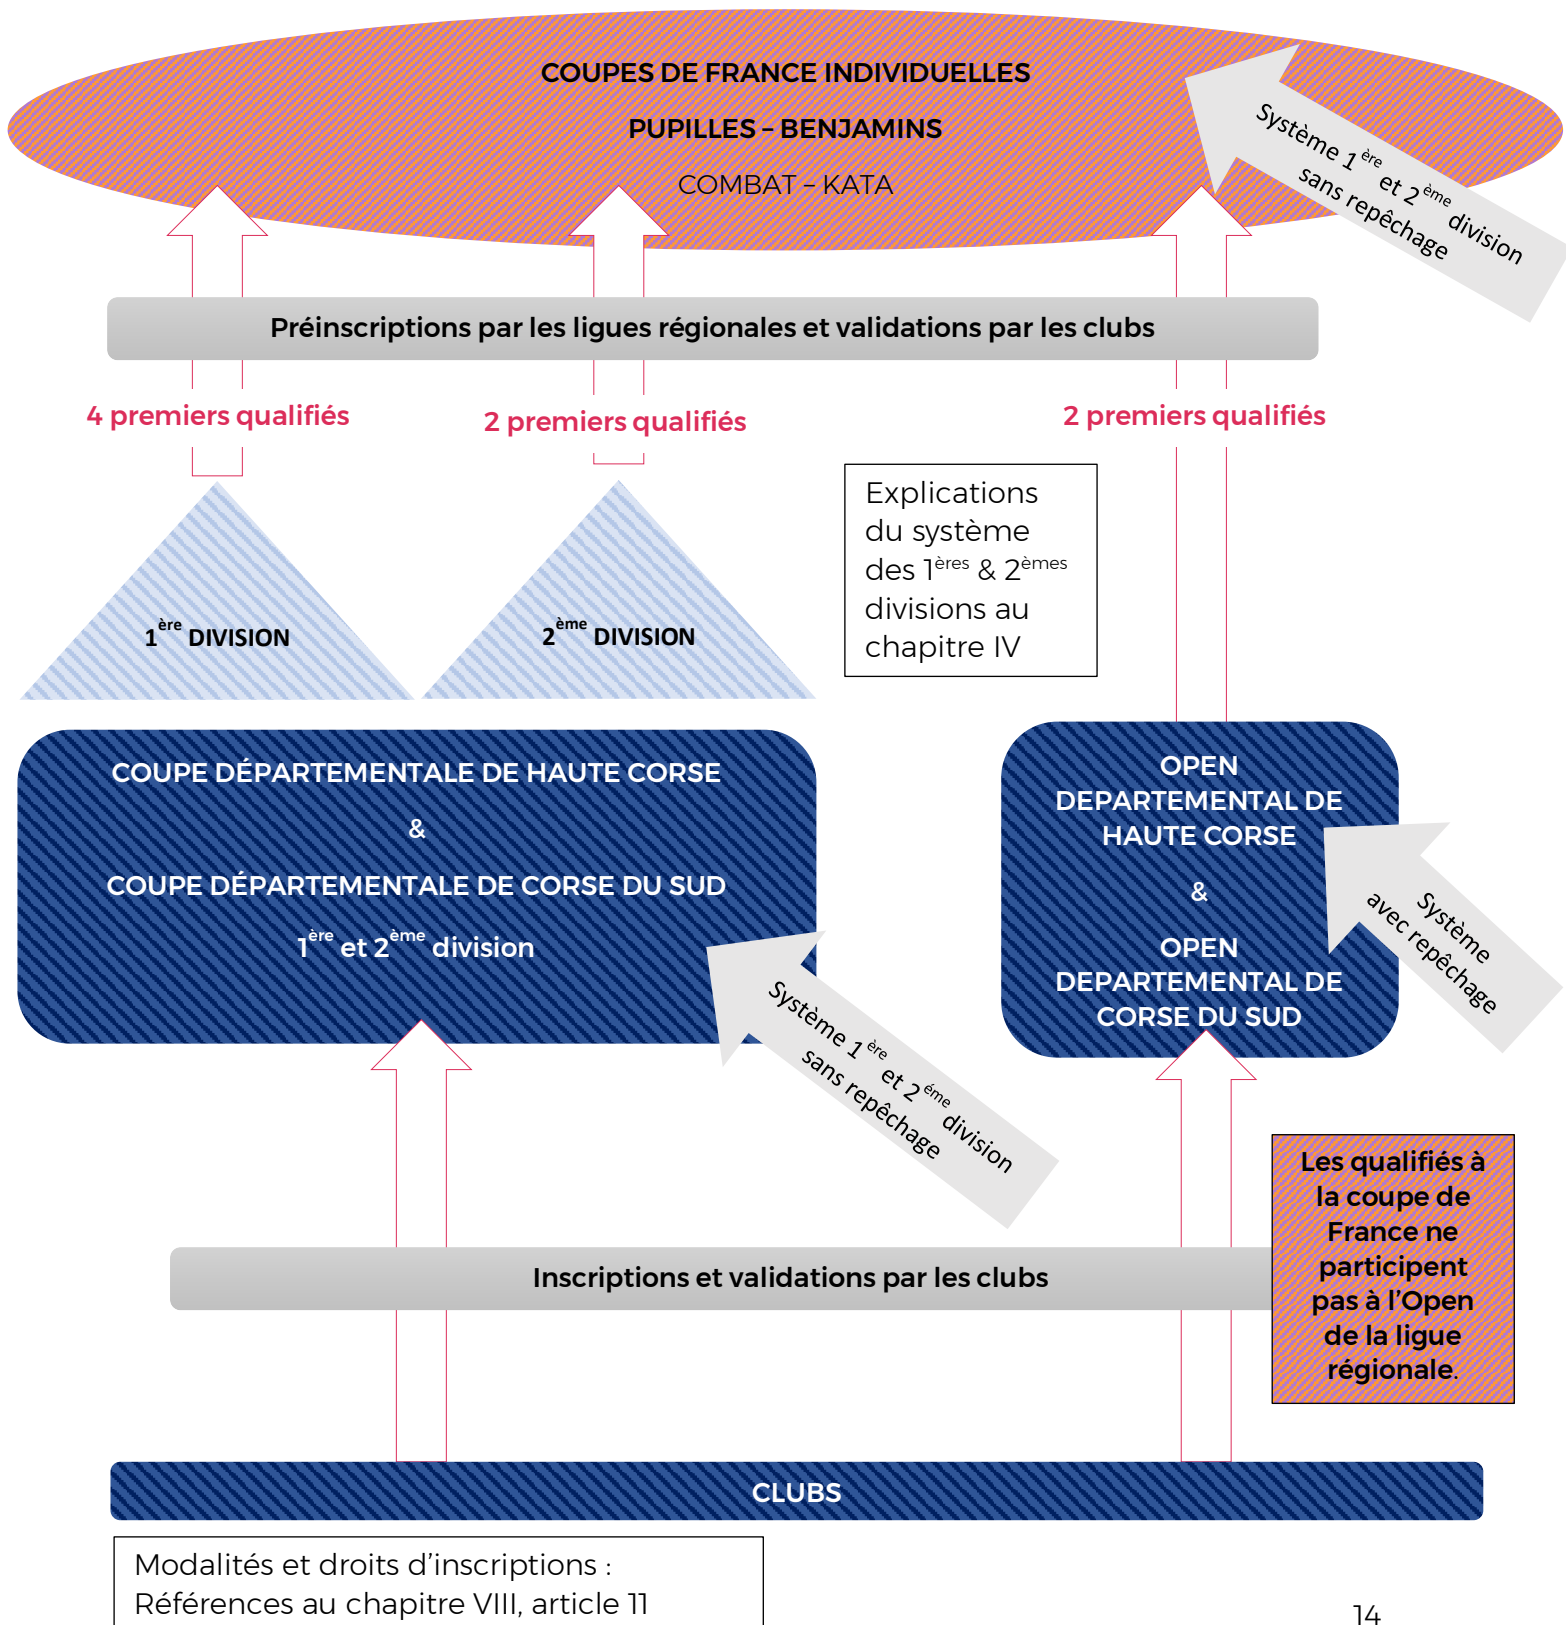 COUPES DE FRANCE INDIVIDUELLES
PUPILLES – BENJAMINS
COMBAT – KATA
Système 1ère et 2ème division
sans repêchage
Préinscriptions par les ligues régionales et validations par les clubs
4 premiers qualifiés
2 premiers qualifiés
2 premiers qualifiés
Explications
du système
des 1ères & 2èmes
divisions au
chapitre IV
1ère DIVISION
2ème DIVISION
COUPE DÉPARTEMENTALE DE HAUTE CORSE
&
COUPE DÉPARTEMENTALE DE CORSE DU SUD
1ère et 2ème division
Système 1ère et 2éme division
sans repêchage
OPEN
DEPARTEMENTAL DE
HAUTE CORSE
&
OPEN
DEPARTEMENTAL DE
CORSE DU SUD
Système
avec repêchage
Les qualifiés à
la coupe de
France ne
participent
pas à l’Open
de la ligue
régionale.
Inscriptions et validations par les clubs
CLUBS
Modalités et droits d’inscriptions :
Références au chapitre VIII, article 11
14